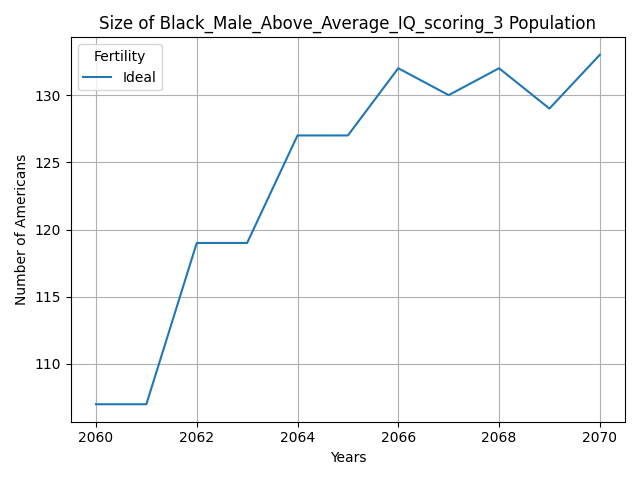 Size of Black_Male_Above_Average_IQ_scoring_3 Population
Fertility
Ideal
Number of Americans
130
125
120
115
110
2060 2062 2064 2066 2068 2070
Years